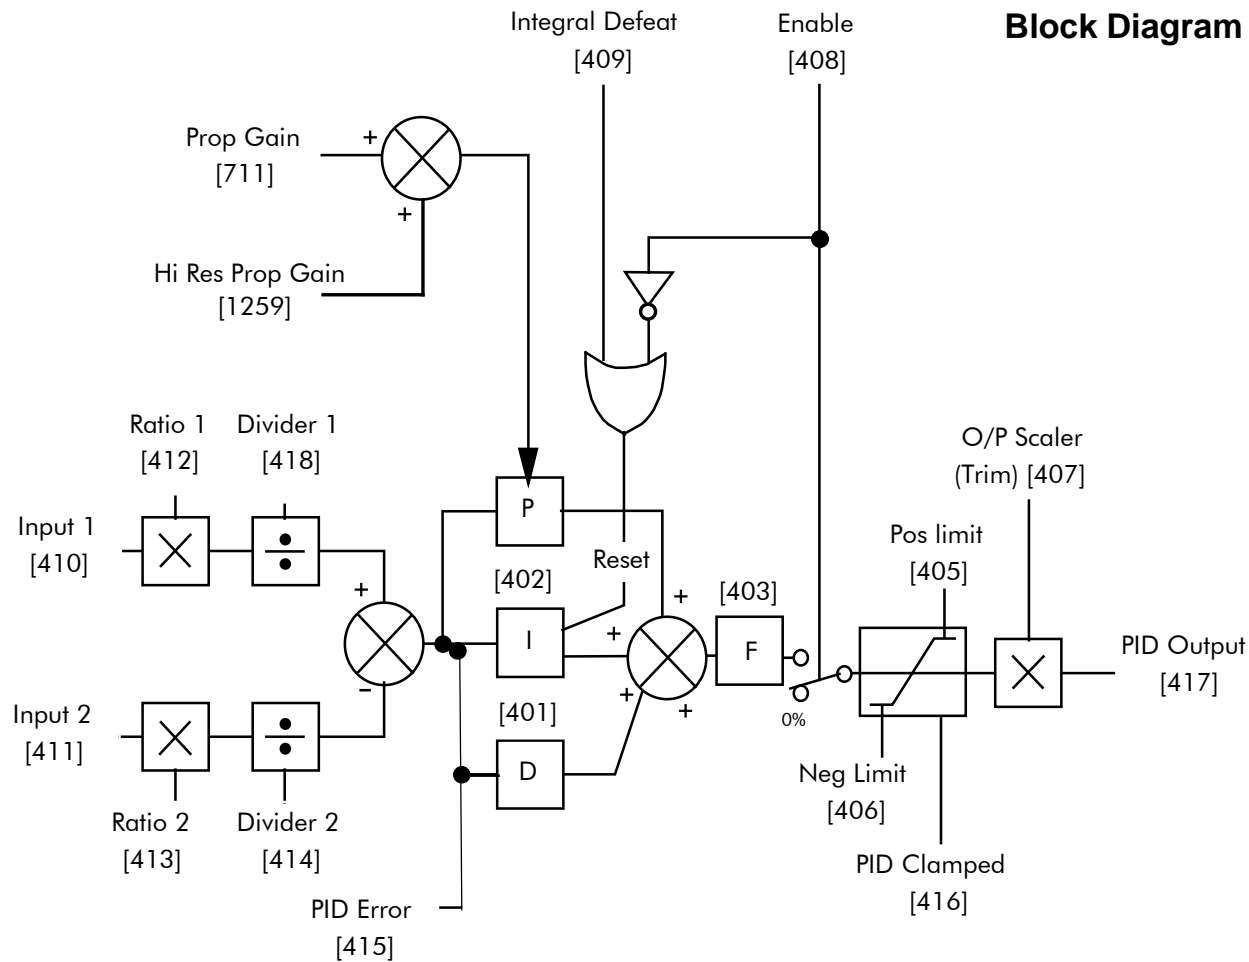 Block Diagram
Integral Defeat
[409]
Enable
[408]
Prop Gain
[711]
+
+
Hi Res Prop Gain
[1259]
Ratio 1
[412]
Divider 1
[418]
O/P Scaler
(Trim) [407]
Input 1
[410]
P
Pos limit
[405]
Reset
[402]
[403]
+
+
I
+
F
PID Output
[417]
-
+
+
[401]
0%
Input 2
[411]
D
Neg Limit
[406]
Ratio 2
[413]
Divider 2
[414]
PID Clamped
[416]
PID Error
[415]